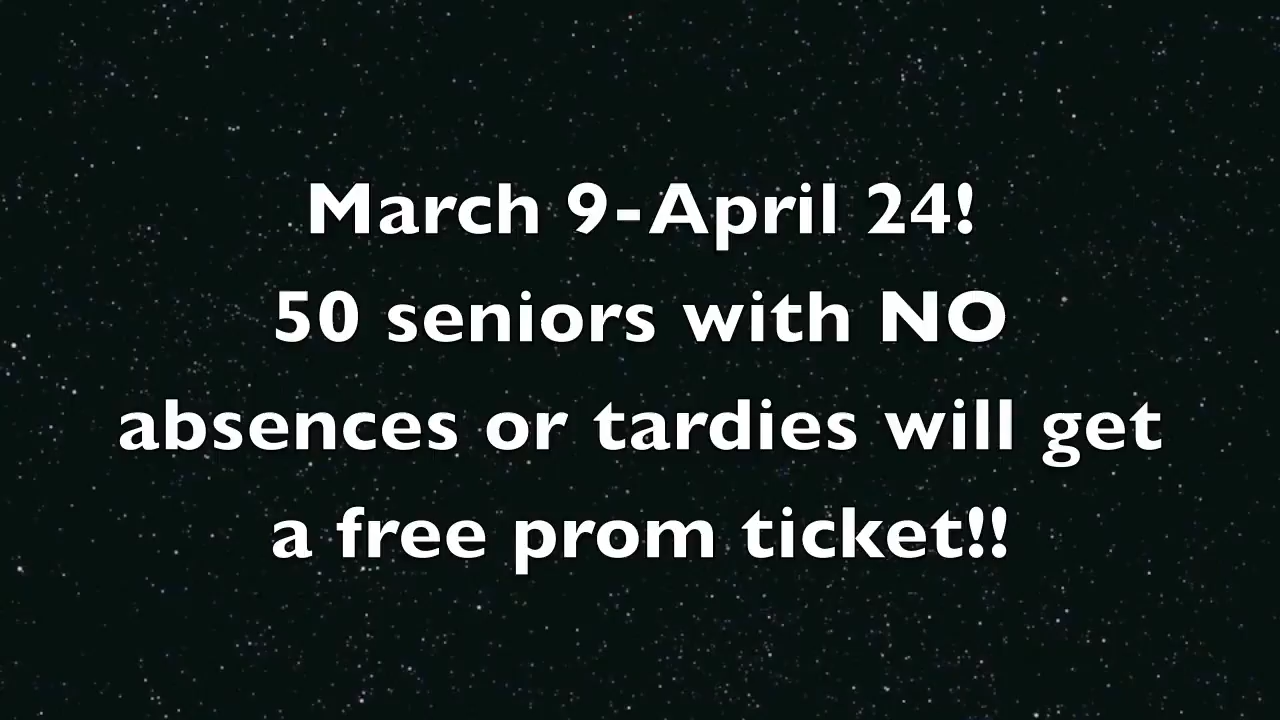 March 9-April 24!
50 seniors with NO
absences or tardies will get
a free prom ticket!!